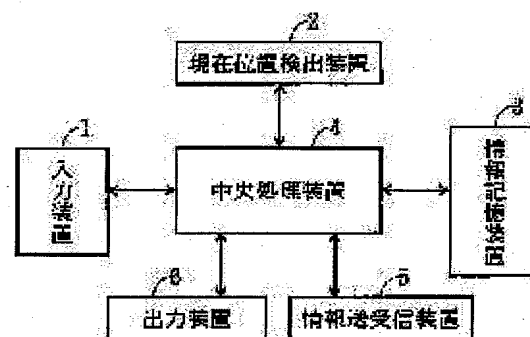 2
現在位置検出装置
1
入力装置
4
中央処理装置
3
情報記憶装置
6
出力装置
5
情報送受信装置